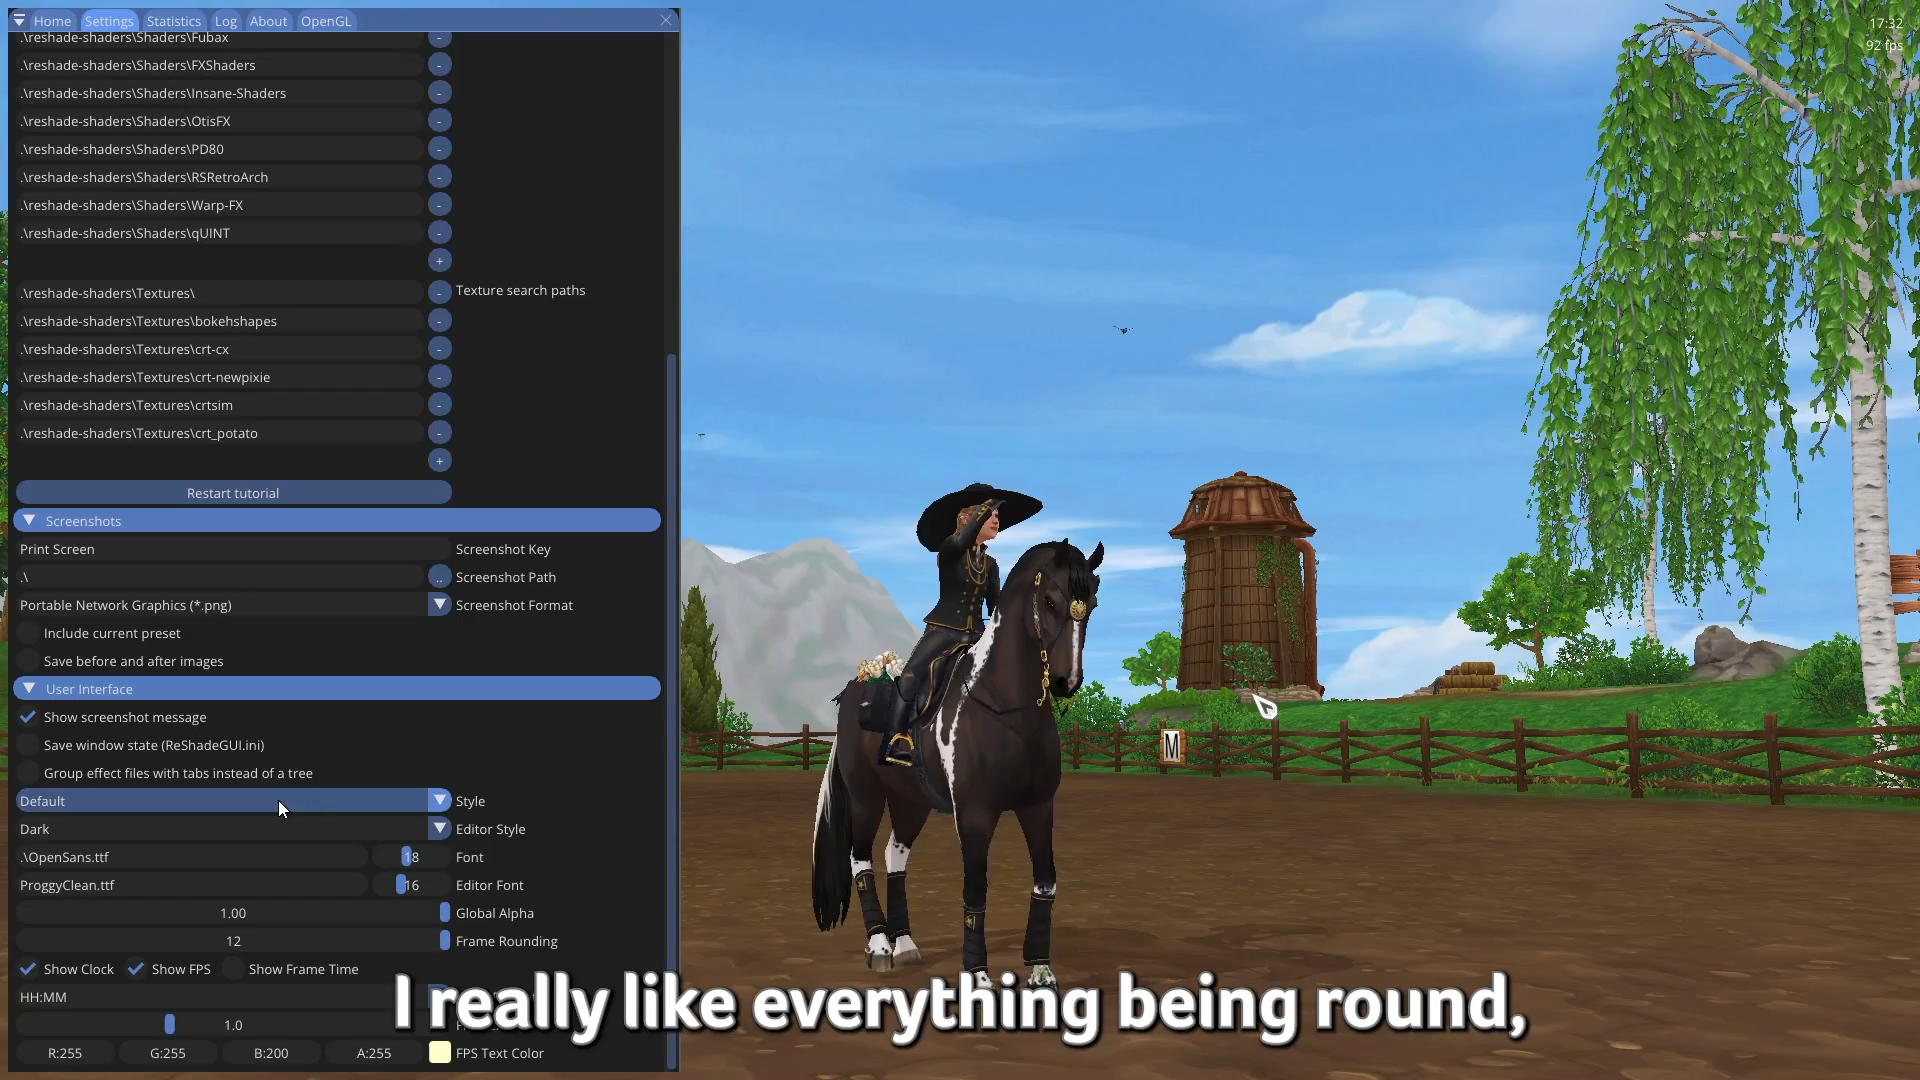 Home Settings Statistics Log About OpenGL
17:32
92 fps
.\reshade-shaders\Shaders\Fubax -
.\reshade-shaders\Shaders\FXShaders -
.\reshade-shaders\Shaders\Insane-Shaders -
.\reshade-shaders\Shaders\OtisFX -
.\reshade-shaders\Shaders\PD80 -
.\reshade-shaders\Shaders\RSRetroArch -
.\reshade-shaders\Shaders\Warp-FX -
.\reshade-shaders\Shaders\qUINT -
+
.\reshade-shaders\Textures\ - Texture search paths
.\reshade-shaders\Textures\bokehshapes -
.\reshade-shaders\Textures\crt-cx -
.\reshade-shaders\Textures\crt-newpixie -
.\reshade-shaders\Textures\crtsim -
.\reshade-shaders\Textures\crt_potato -
+
Restart tutorial
Screenshots
Print Screen Screenshot Key
.\ .. Screenshot Path
Portable Network Graphics (*.png) Screenshot Format
Include current preset
Save before and after images
User Interface
Show screenshot message
Save window state (ReShadeGUI.ini)
Group effect files with tabs instead of a tree
Default Style
Dark Editor Style
.\OpenSans.ttf 18 Font
ProggyClean.ttf 16 Editor Font
1.00 Global Alpha
12 Frame Rounding
Show Clock Show FPS Show Frame Time
HH:MM
1.0
R:255 G:255 B:200 A:255 FPS Text Color
M
I really like everything being round,